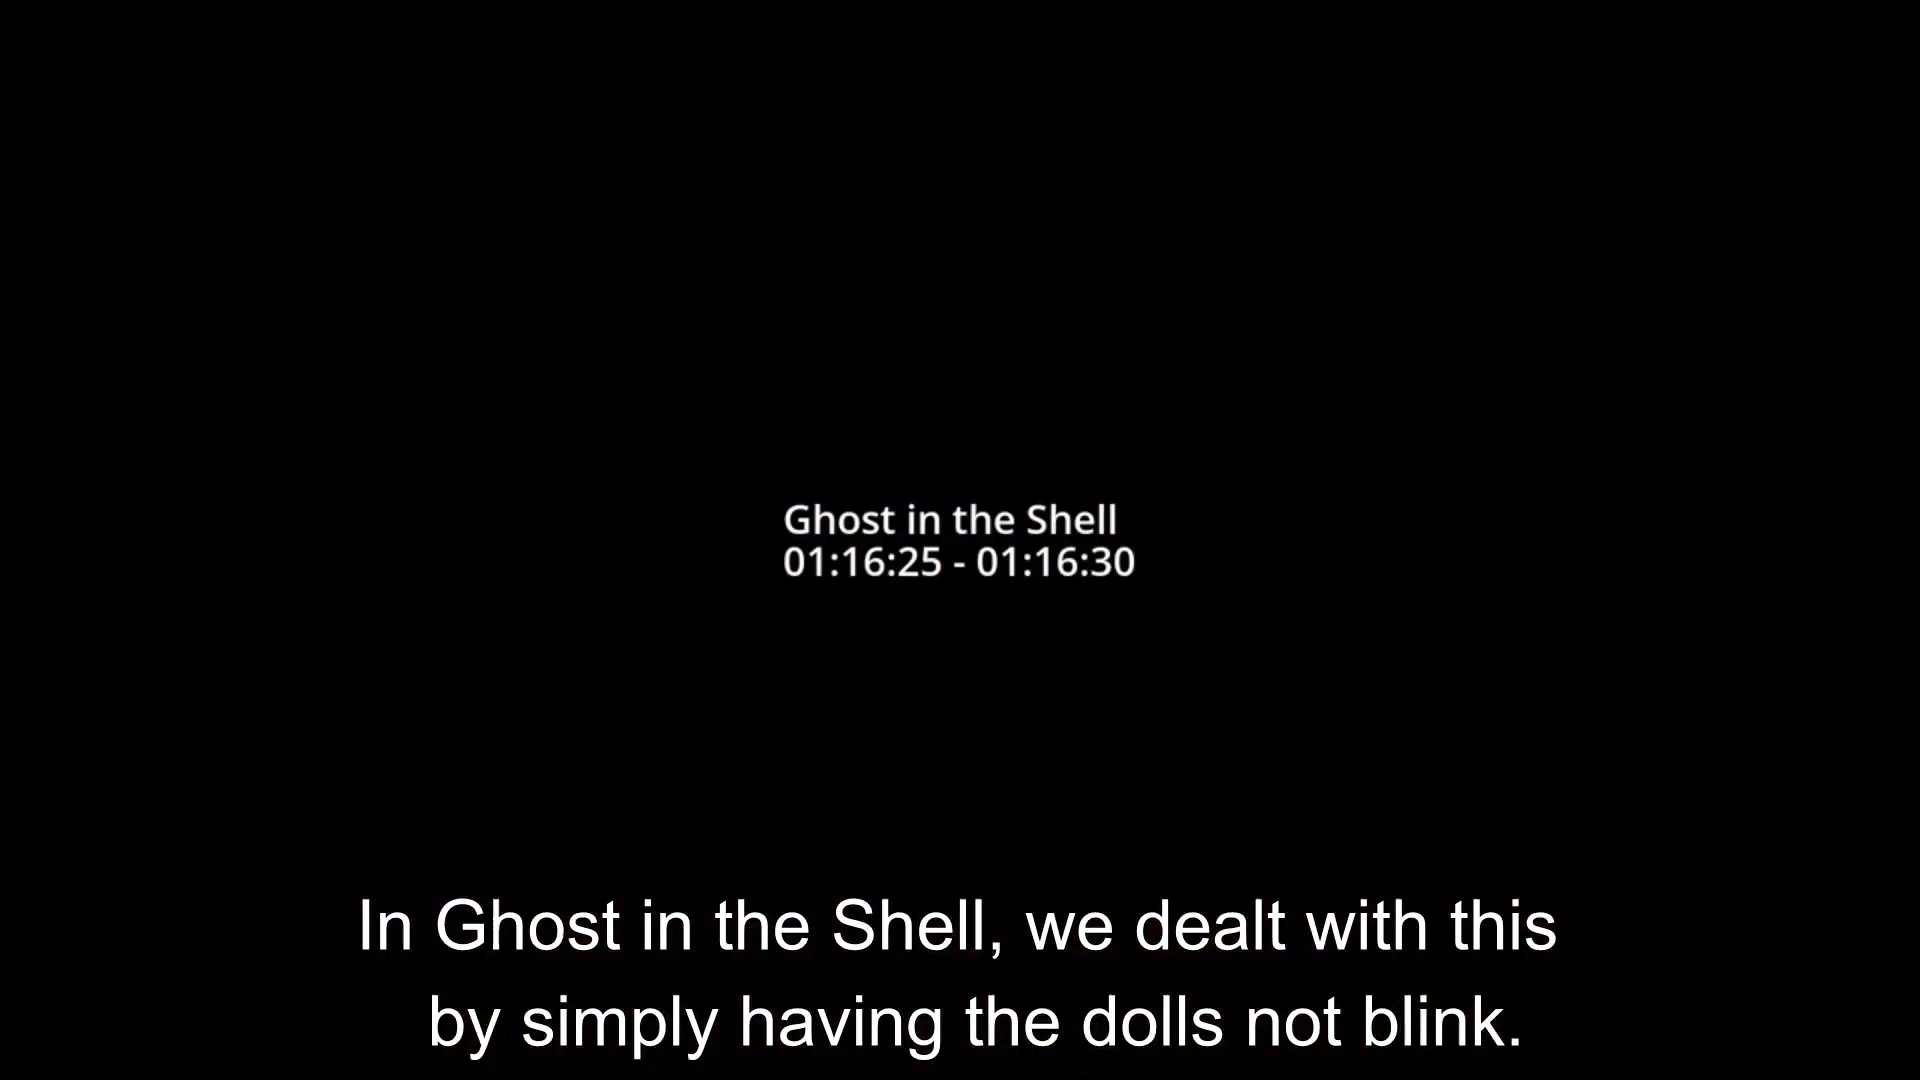 Ghost in the Shell
01:16:25 - 01:16:30
In Ghost in the Shell, we dealt with this
by simply having the dolls not blink.